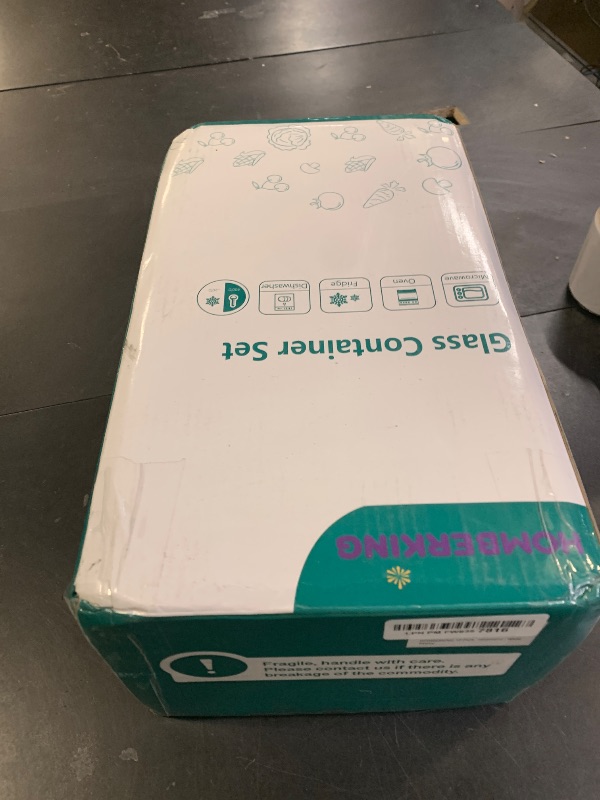 HOMBERKING
Glass Container Set
Microwave
Oven
Fridge
Dishwasher
7816
Fragile, handle with care.
Please contact us if there is any
breakage of the commodity.